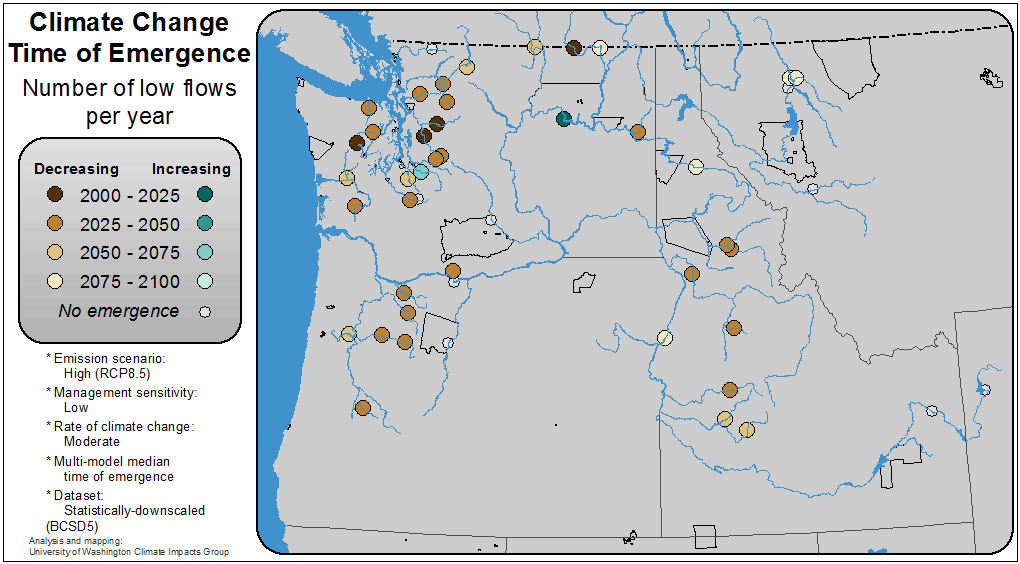 Climate Change
Time of Emergence
Number of low flows
per year
Decreasing Increasing
2000 - 2025
2025 - 2050
2050 - 2075
2075 - 2100
No emergence
* Emission scenario:
High (RCP8.5)
* Management sensitivity:
Low
* Rate of climate change:
Moderate
* Multi-model median
time of emergence
* Dataset:
Statistically-downscaled
(BCSD5)
Analysis and mapping:
University of Washington Climate Impacts Group